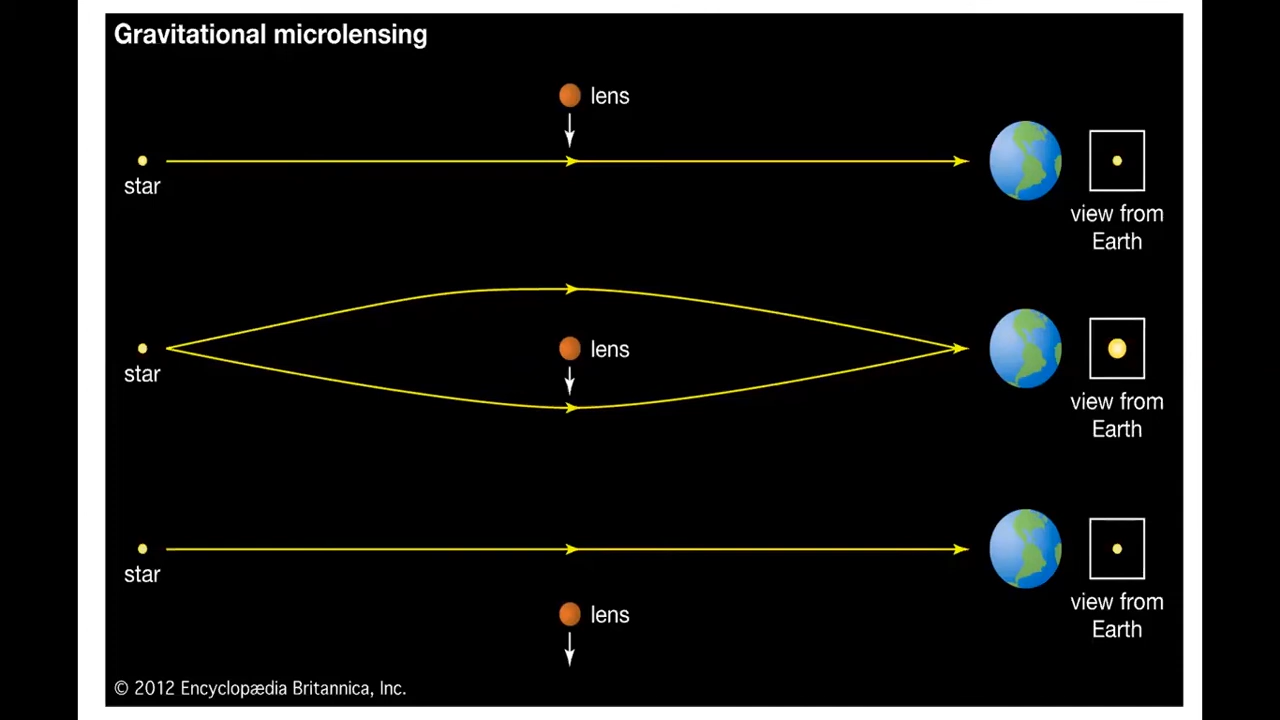 Gravitational microlensing
lens
star
view from
Earth
lens
star
view from
Earth
star
lens
view from
Earth
© 2012 Encyclopædia Britannica, Inc.